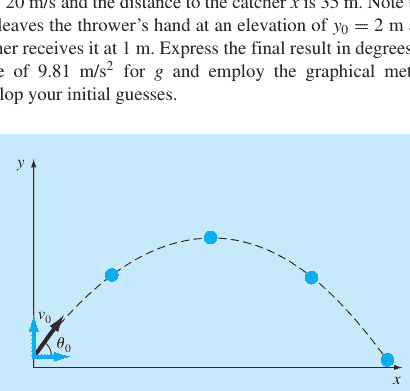 20 m/s and the distance to the catcher x is 35 m. Note
leaves the thrower's hand at an elevation of y₀ = 2 m
receives it at 1 m. Express the final result in degrees
of 9.81 m/s² for g and employ the graphical
your initial guesses.
y
v₀
θ₀
x